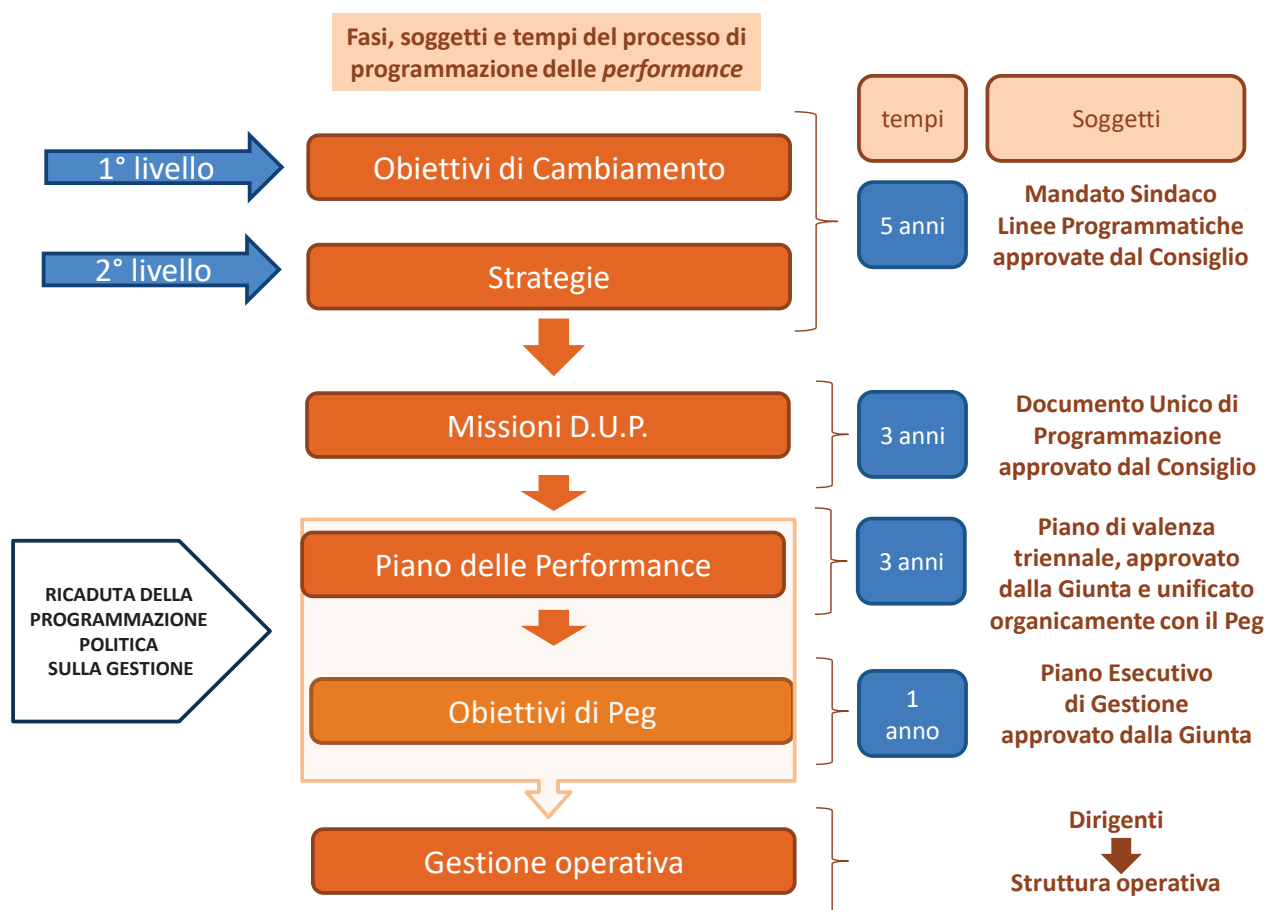 Fasi, soggetti e tempi del processo di
programmazione delle performance
tempi
Soggetti
1° livello
Obiettivi di Cambiamento
2° livello
Strategie
5 anni
Mandato Sindaco
Linee Programmatiche
approvate dal Consiglio
Missioni D.U.P.
3 anni
Documento Unico di
Programmazione
approvato dal Consiglio
RICADUTA DELLA
PROGRAMMAZIONE
POLITICA
SULLA GESTIONE
Piano delle Performance
3 anni
Piano di valenza
triennale, approvato
dalla Giunta e unificato
organicamente con il Peg
Obiettivi di Peg
1
anno
Piano Esecutivo
di Gestione
approvato dalla Giunta
Gestione operativa
Dirigenti
Struttura operativa